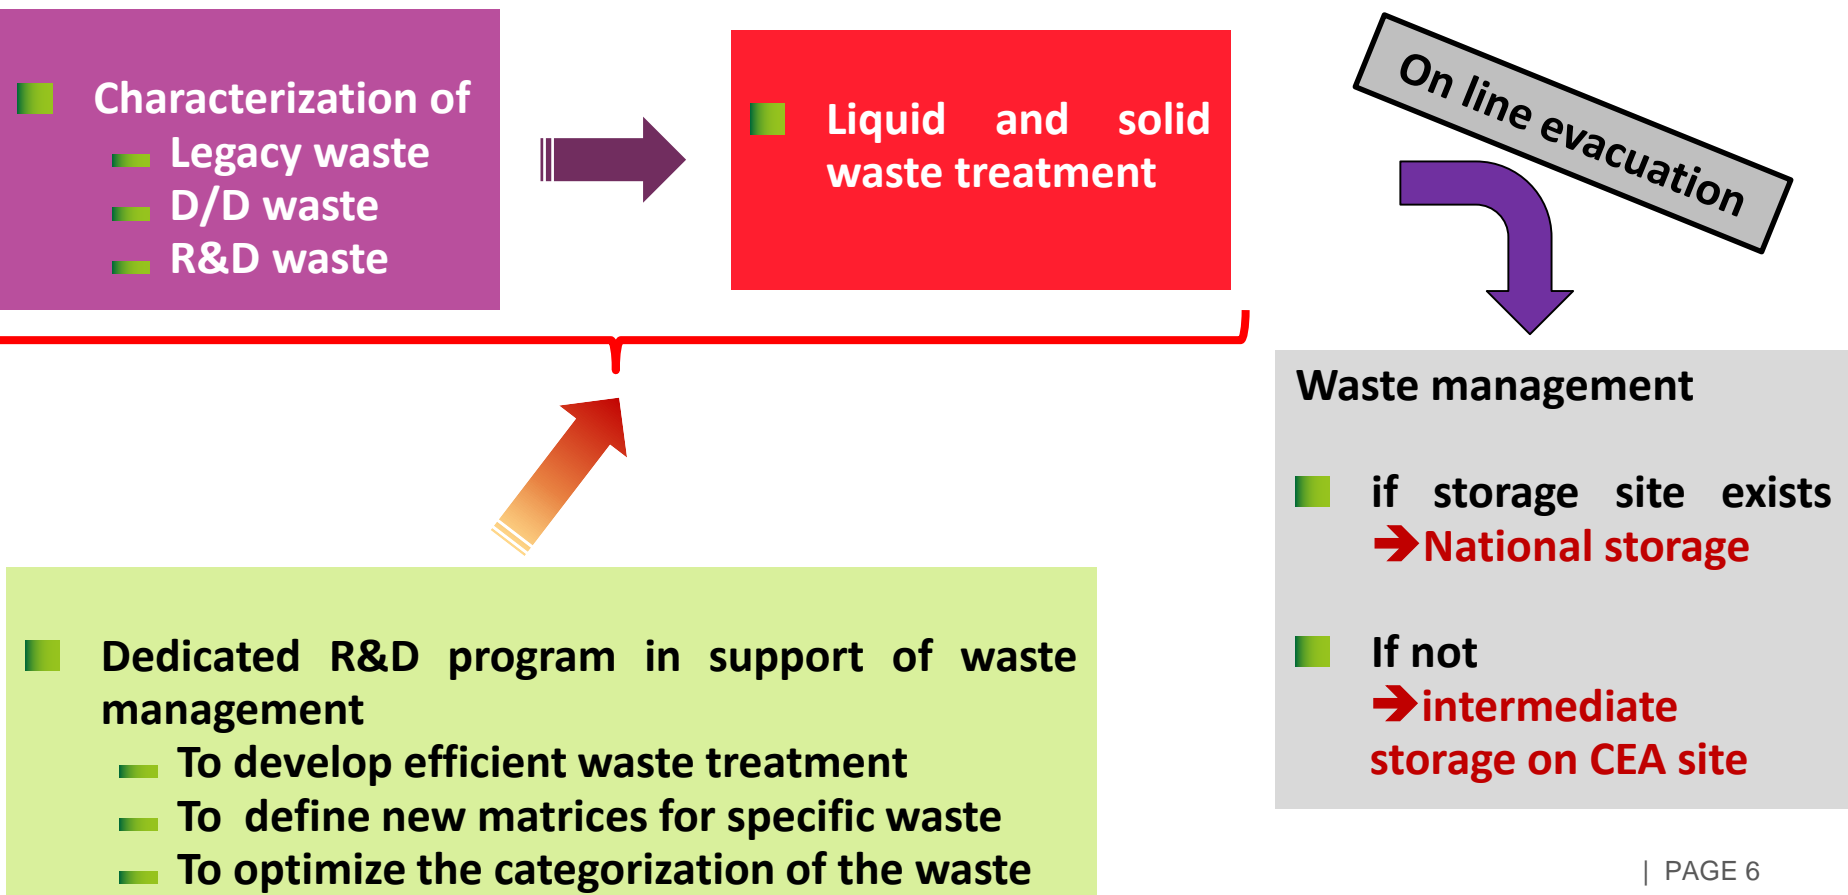 Characterization of
Legacy waste
D/D waste
R&D waste
Liquid and solid
waste treatment
On line evacuation
Waste management
if storage site exists
➔National storage
If not
➔intermediate
storage on CEA site
Dedicated R&D program in support of waste
management
To develop efficient waste treatment
To define new matrices for specific waste
To optimize the categorization of the waste
| PAGE 6